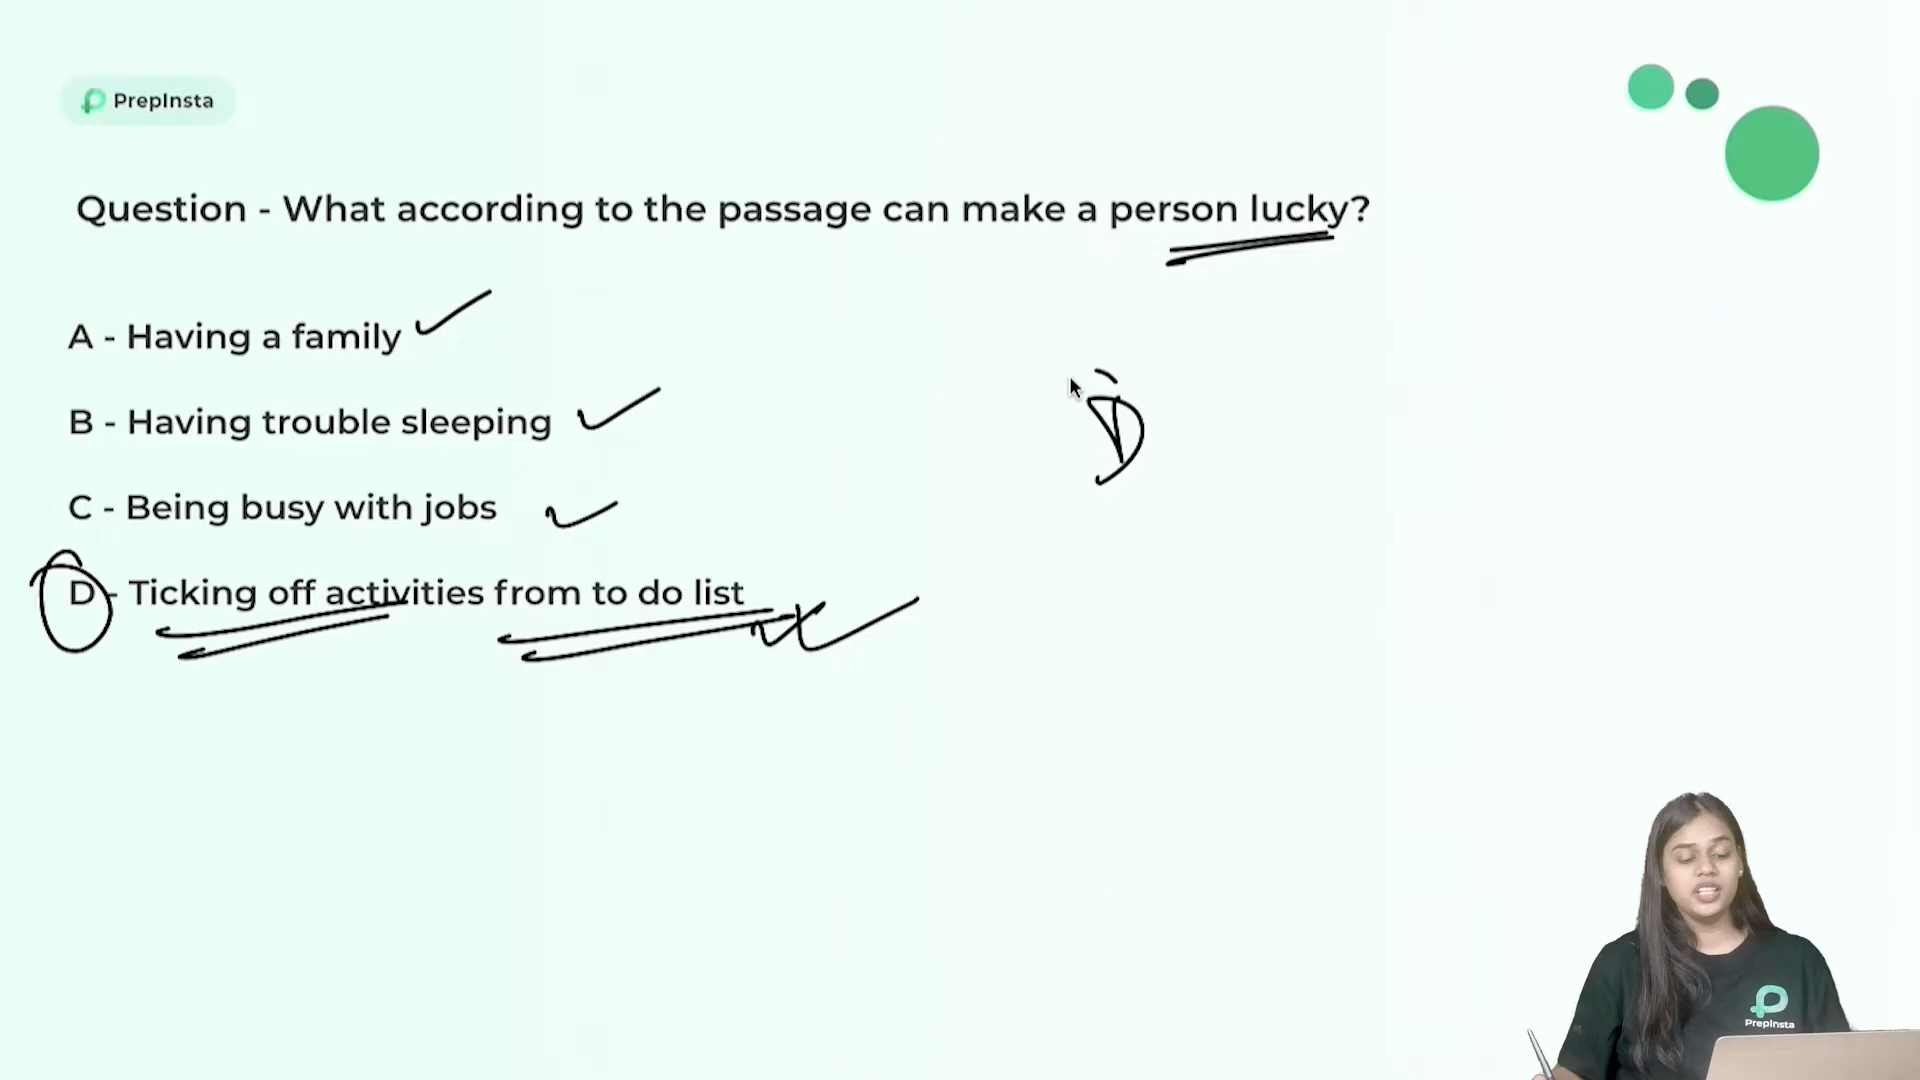 PrepInsta
Question - What according to the passage can make a person lucky?
A - Having a family
B - Having trouble sleeping
D
C - Being busy with jobs
D - Ticking off activities from to do list
PrepInsta